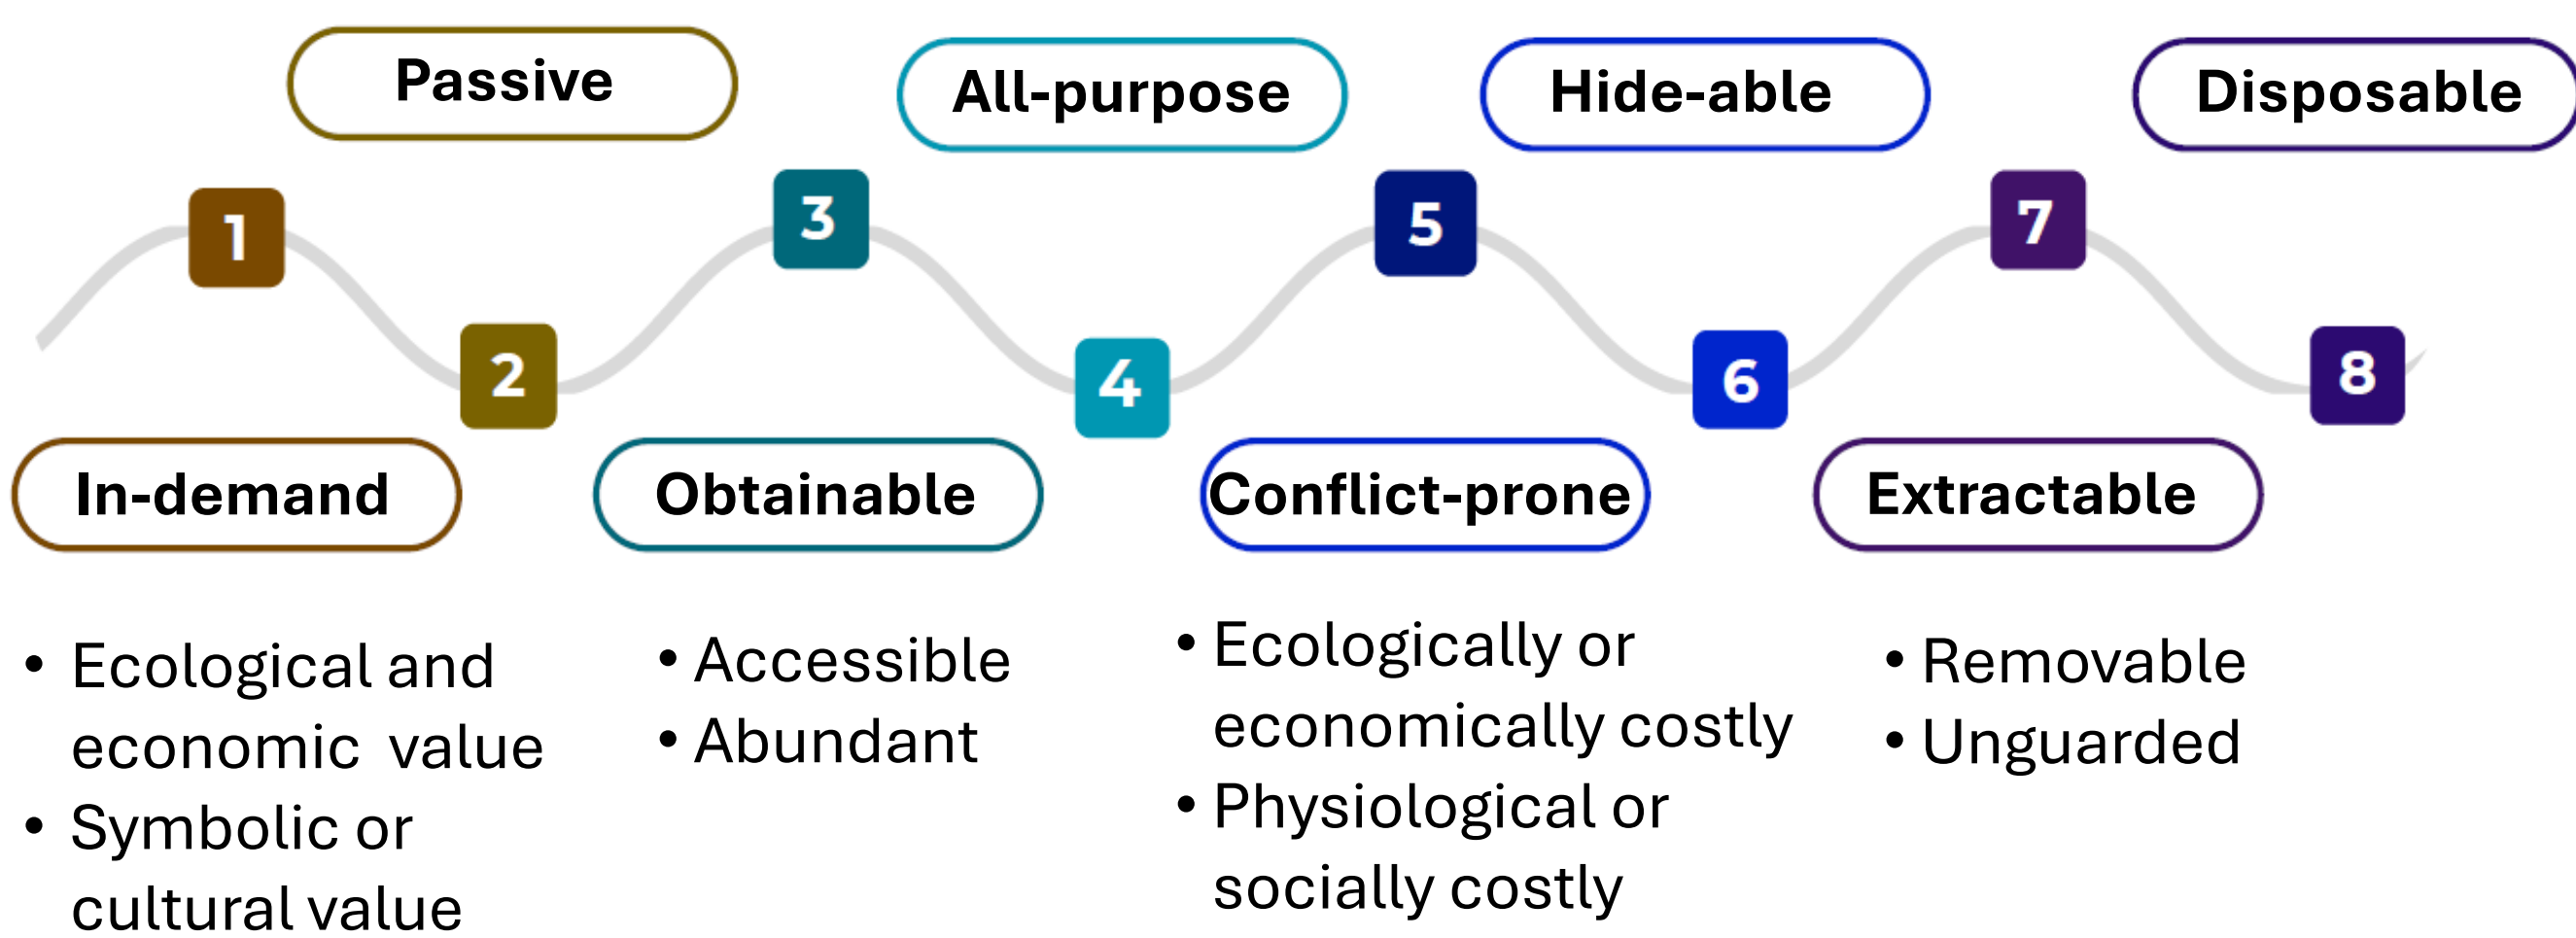 Passive
All-purpose
Hide-able
Disposable
1
3
5
7
2
4
6
8
In-demand
Obtainable
Conflict-prone
Extractable
• Ecological and
economic value
• Symbolic or
cultural value
• Accessible
• Abundant
• Ecologically or
economically costly
• Physiological or
socially costly
• Removable
• Unguarded